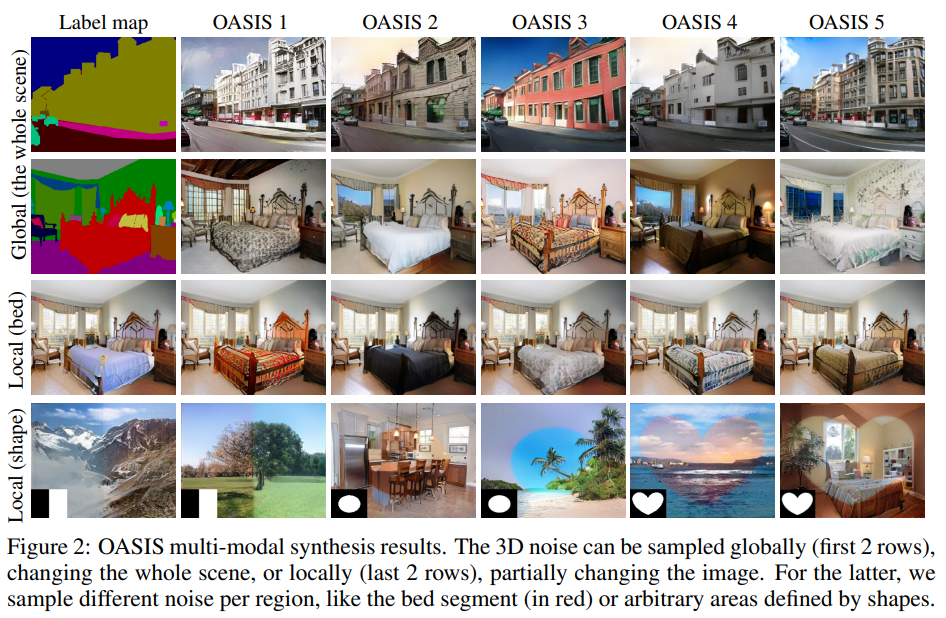 Label map OASIS 1 OASIS 2 OASIS 3 OASIS 4 OASIS 5
Global (the whole scene)
Local (bed)
Local (shape)
Figure 2: OASIS multi-modal synthesis results. The 3D noise can be sampled globally (first 2 rows),
changing the whole scene, or locally (last 2 rows), partially changing the image. For the latter, we
sample different noise per region, like the bed segment (in red) or arbitrary areas defined by shapes.